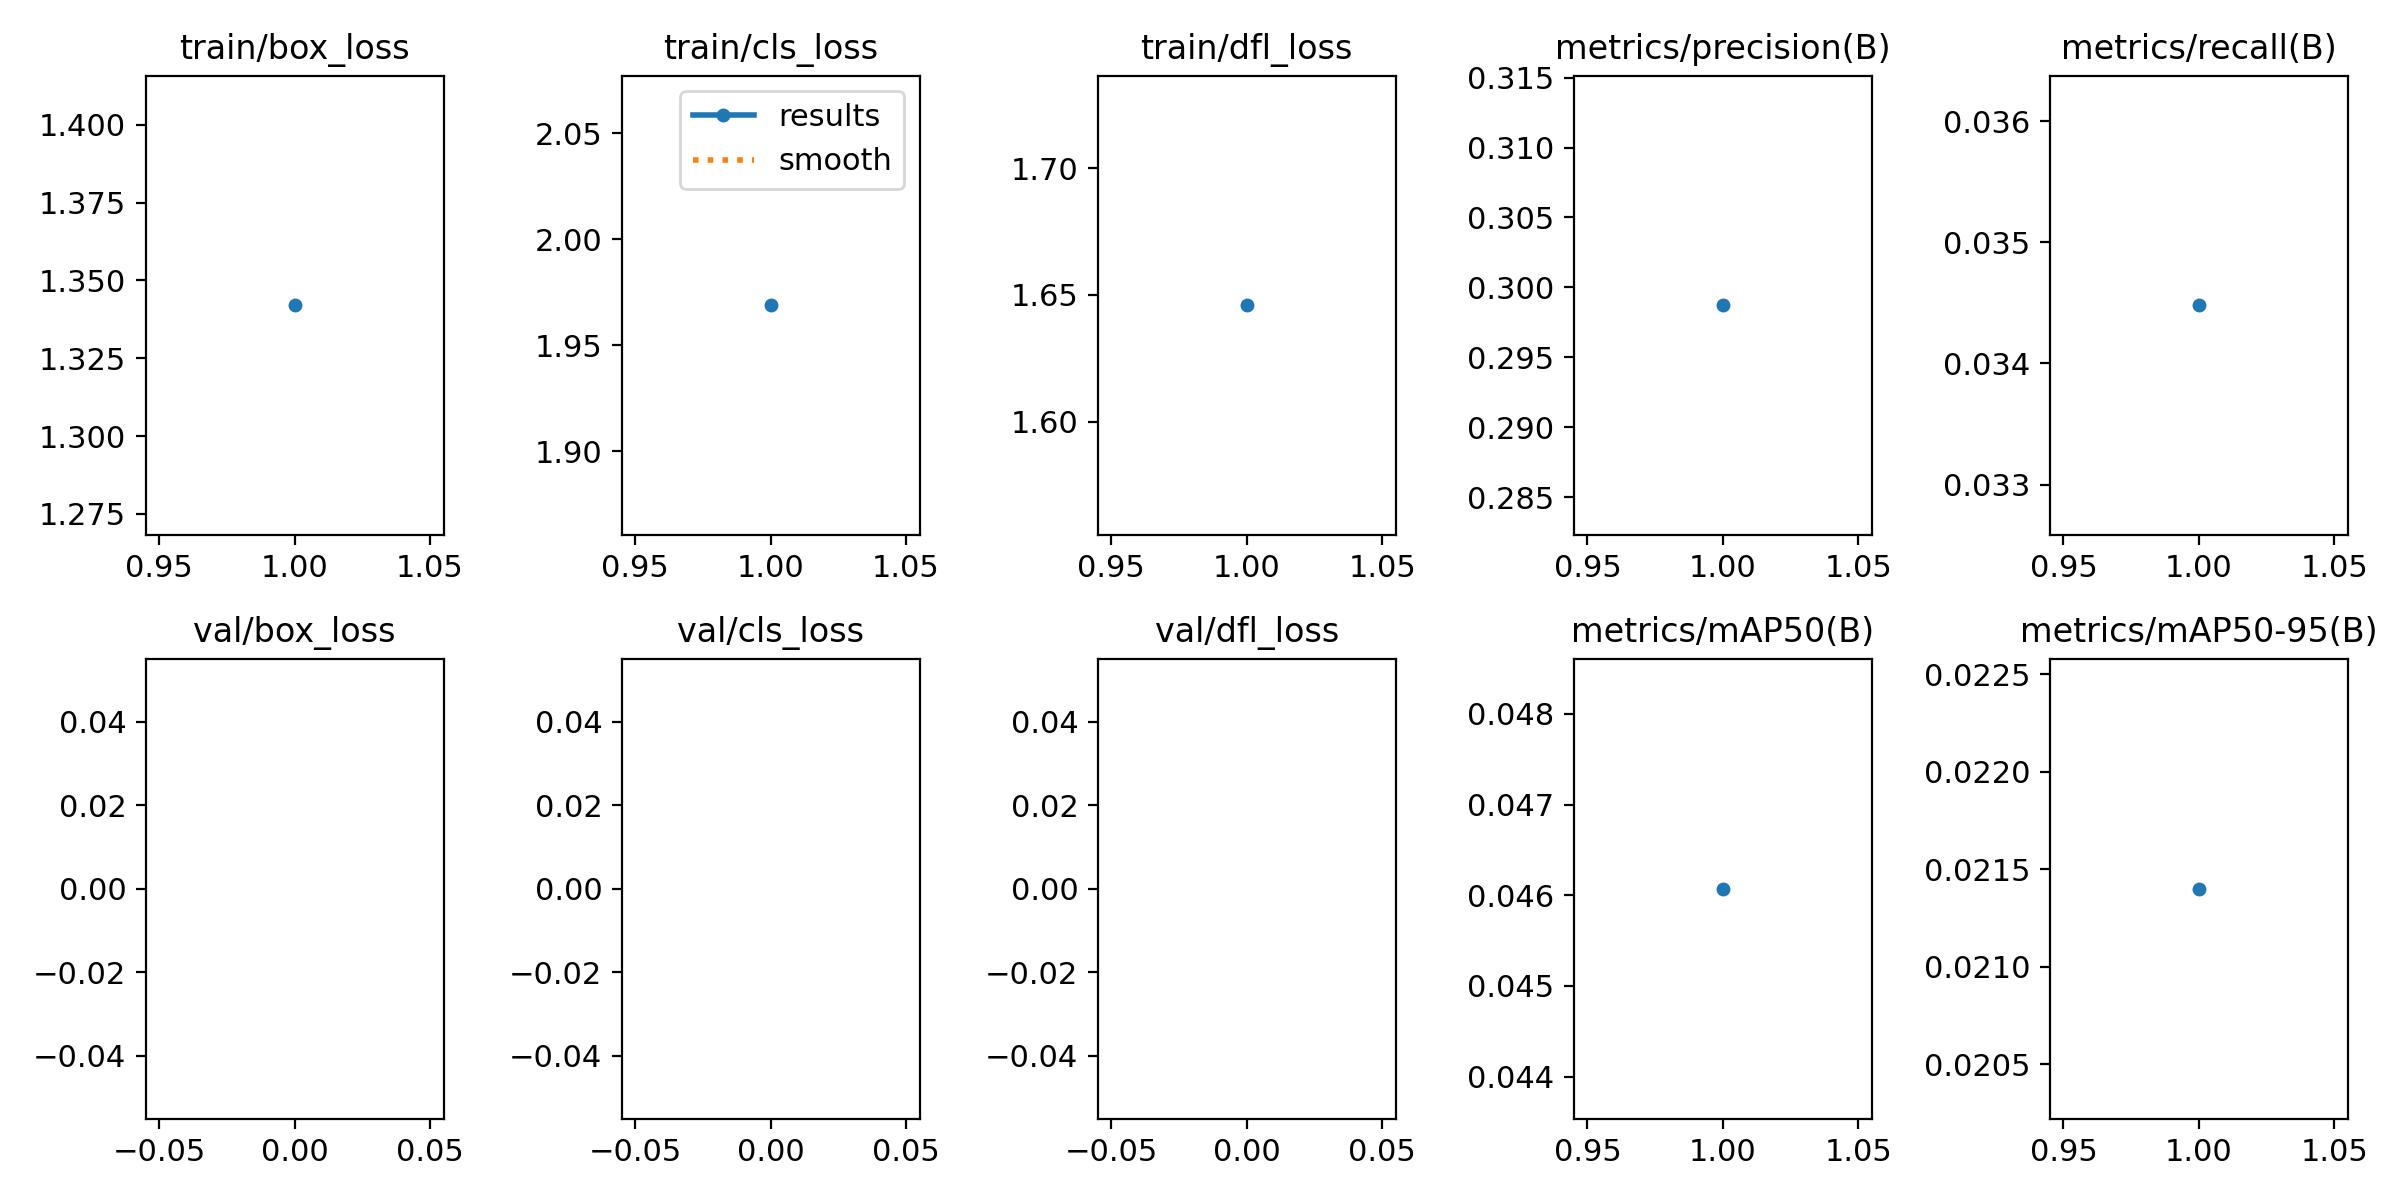 train/box_loss
1.400
1.375
1.350
1.325
1.300
1.275
0.95 1.00 1.05
train/cls_loss
results
smooth
2.05
2.00
1.95
1.90
0.95 1.00 1.05
train/dfl_loss
1.70
1.65
1.60
0.95 1.00 1.05
metrics/precision(B)
0.315
0.310
0.305
0.300
0.295
0.290
0.285
0.95 1.00 1.05
metrics/recall(B)
0.036
0.035
0.034
0.033
0.95 1.00 1.05
val/box_loss
0.04
0.02
0.00
−0.02
−0.04
−0.05 0.00 0.05
val/cls_loss
0.04
0.02
0.00
−0.02
−0.04
−0.05 0.00 0.05
val/dfl_loss
0.04
0.02
0.00
−0.02
−0.04
−0.05 0.00 0.05
metrics/mAP50(B)
0.048
0.047
0.046
0.045
0.044
0.95 1.00 1.05
metrics/mAP50-95(B)
0.0225
0.0220
0.0215
0.0210
0.0205
0.95 1.00 1.05